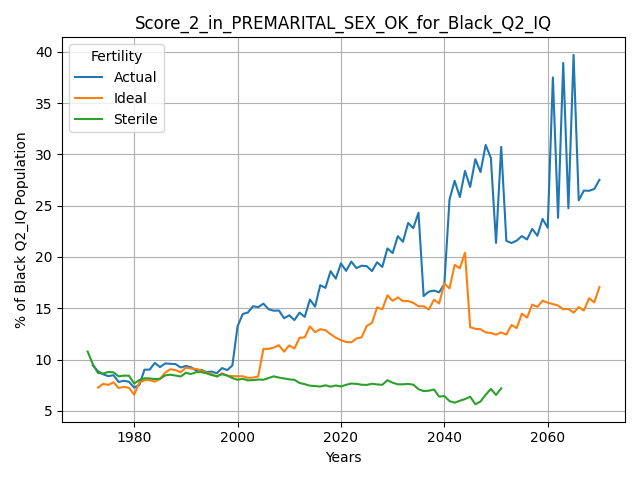 Score_2_in_PREMARITAL_SEX_OK_for_Black_Q2_IQ
Fertility
Actual
Ideal
Sterile
% of Black Q2_IQ Population
40
35
30
25
20
15
10
5
1980
2000
2020
2040
2060
Years